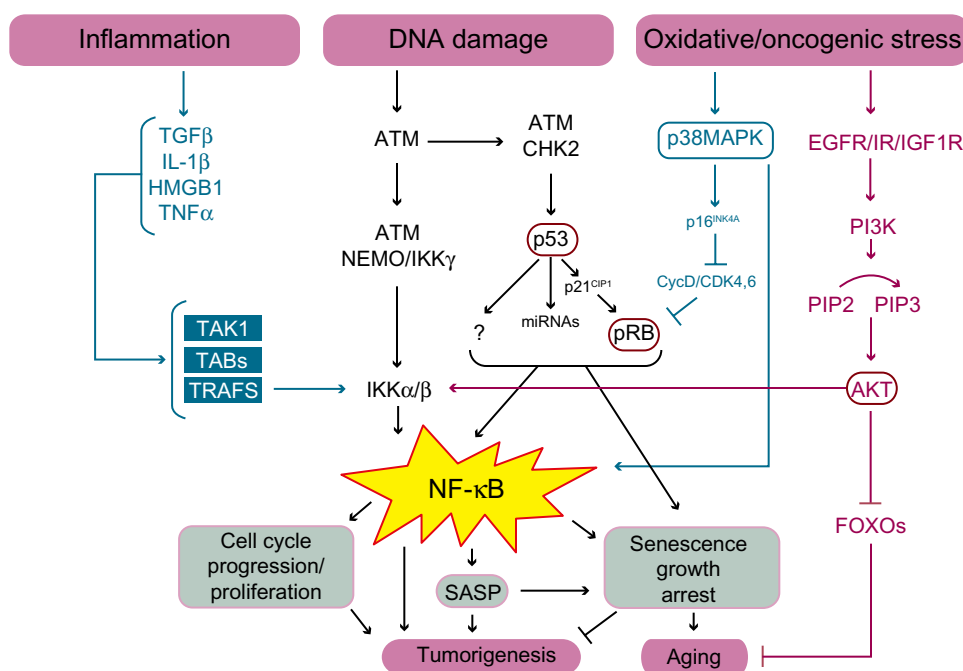 Inflammation
DNA damage
Oxidative/oncogenic stress
TGFβ
IL-1β
HMGB1
TNFα
TAK1
TABs
TRAFS
ATM
ATM
CHK2
ATM
NEMO/IKKγ
p53
p21CIP1
?
miRNAs
pRB
IKKα/β
p38MAPK
p16INK4A
CycD/CDK4,6
EGFR/IR/IGF1R
PI3K
PIP2
PIP3
AKT
FOXOs
NF-κB
Cell cycle
progression/
proliferation
SASP
Senescence
growth
arrest
Tumorigenesis
Aging